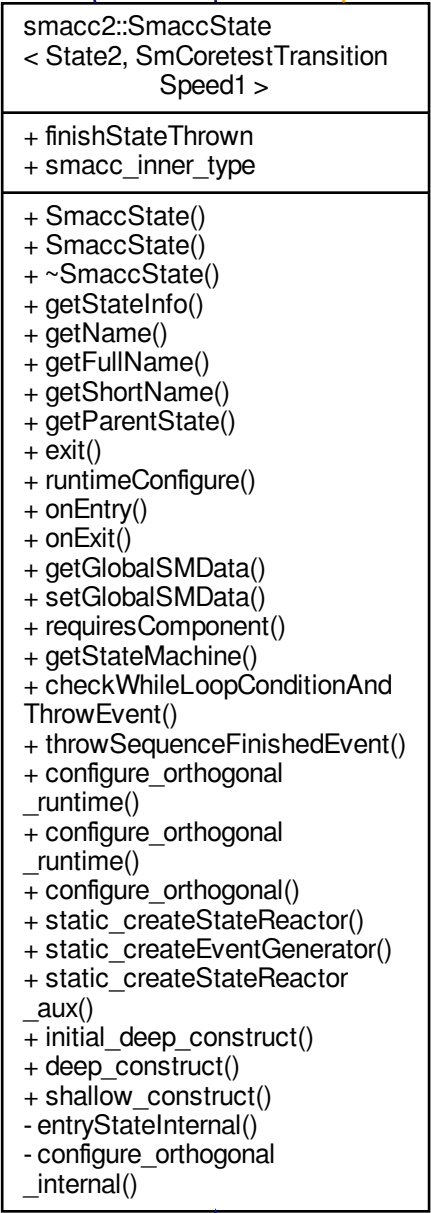 smacc2::SmaccState
< State2, SmCoretestTransition
Speed1 >
+ finishStateThrown
+ smacc_inner_type
+ SmaccState()
+ SmaccState()
+ ~SmaccState()
+ getStateInfo()
+ getName()
+ getFullName()
+ getShortName()
+ getParentState()
+ exit()
+ runtimeConfigure()
+ onEntry()
+ onExit()
+ getGlobalSMData()
+ setGlobalSMData()
+ requiresComponent()
+ getStateMachine()
+ checkWhileLoopConditionAnd
ThrowEvent()
+ throwSequenceFinishedEvent()
+ configure_orthogonal
_runtime()
+ configure_orthogonal
_runtime()
+ configure_orthogonal()
+ static_createStateReactor()
+ static_createEventGenerator()
+ static_createStateReactor
_aux()
+ initial_deep_construct()
+ deep_construct()
+ shallow_construct()
- entryStateInternal()
- configure_orthogonal
_internal()